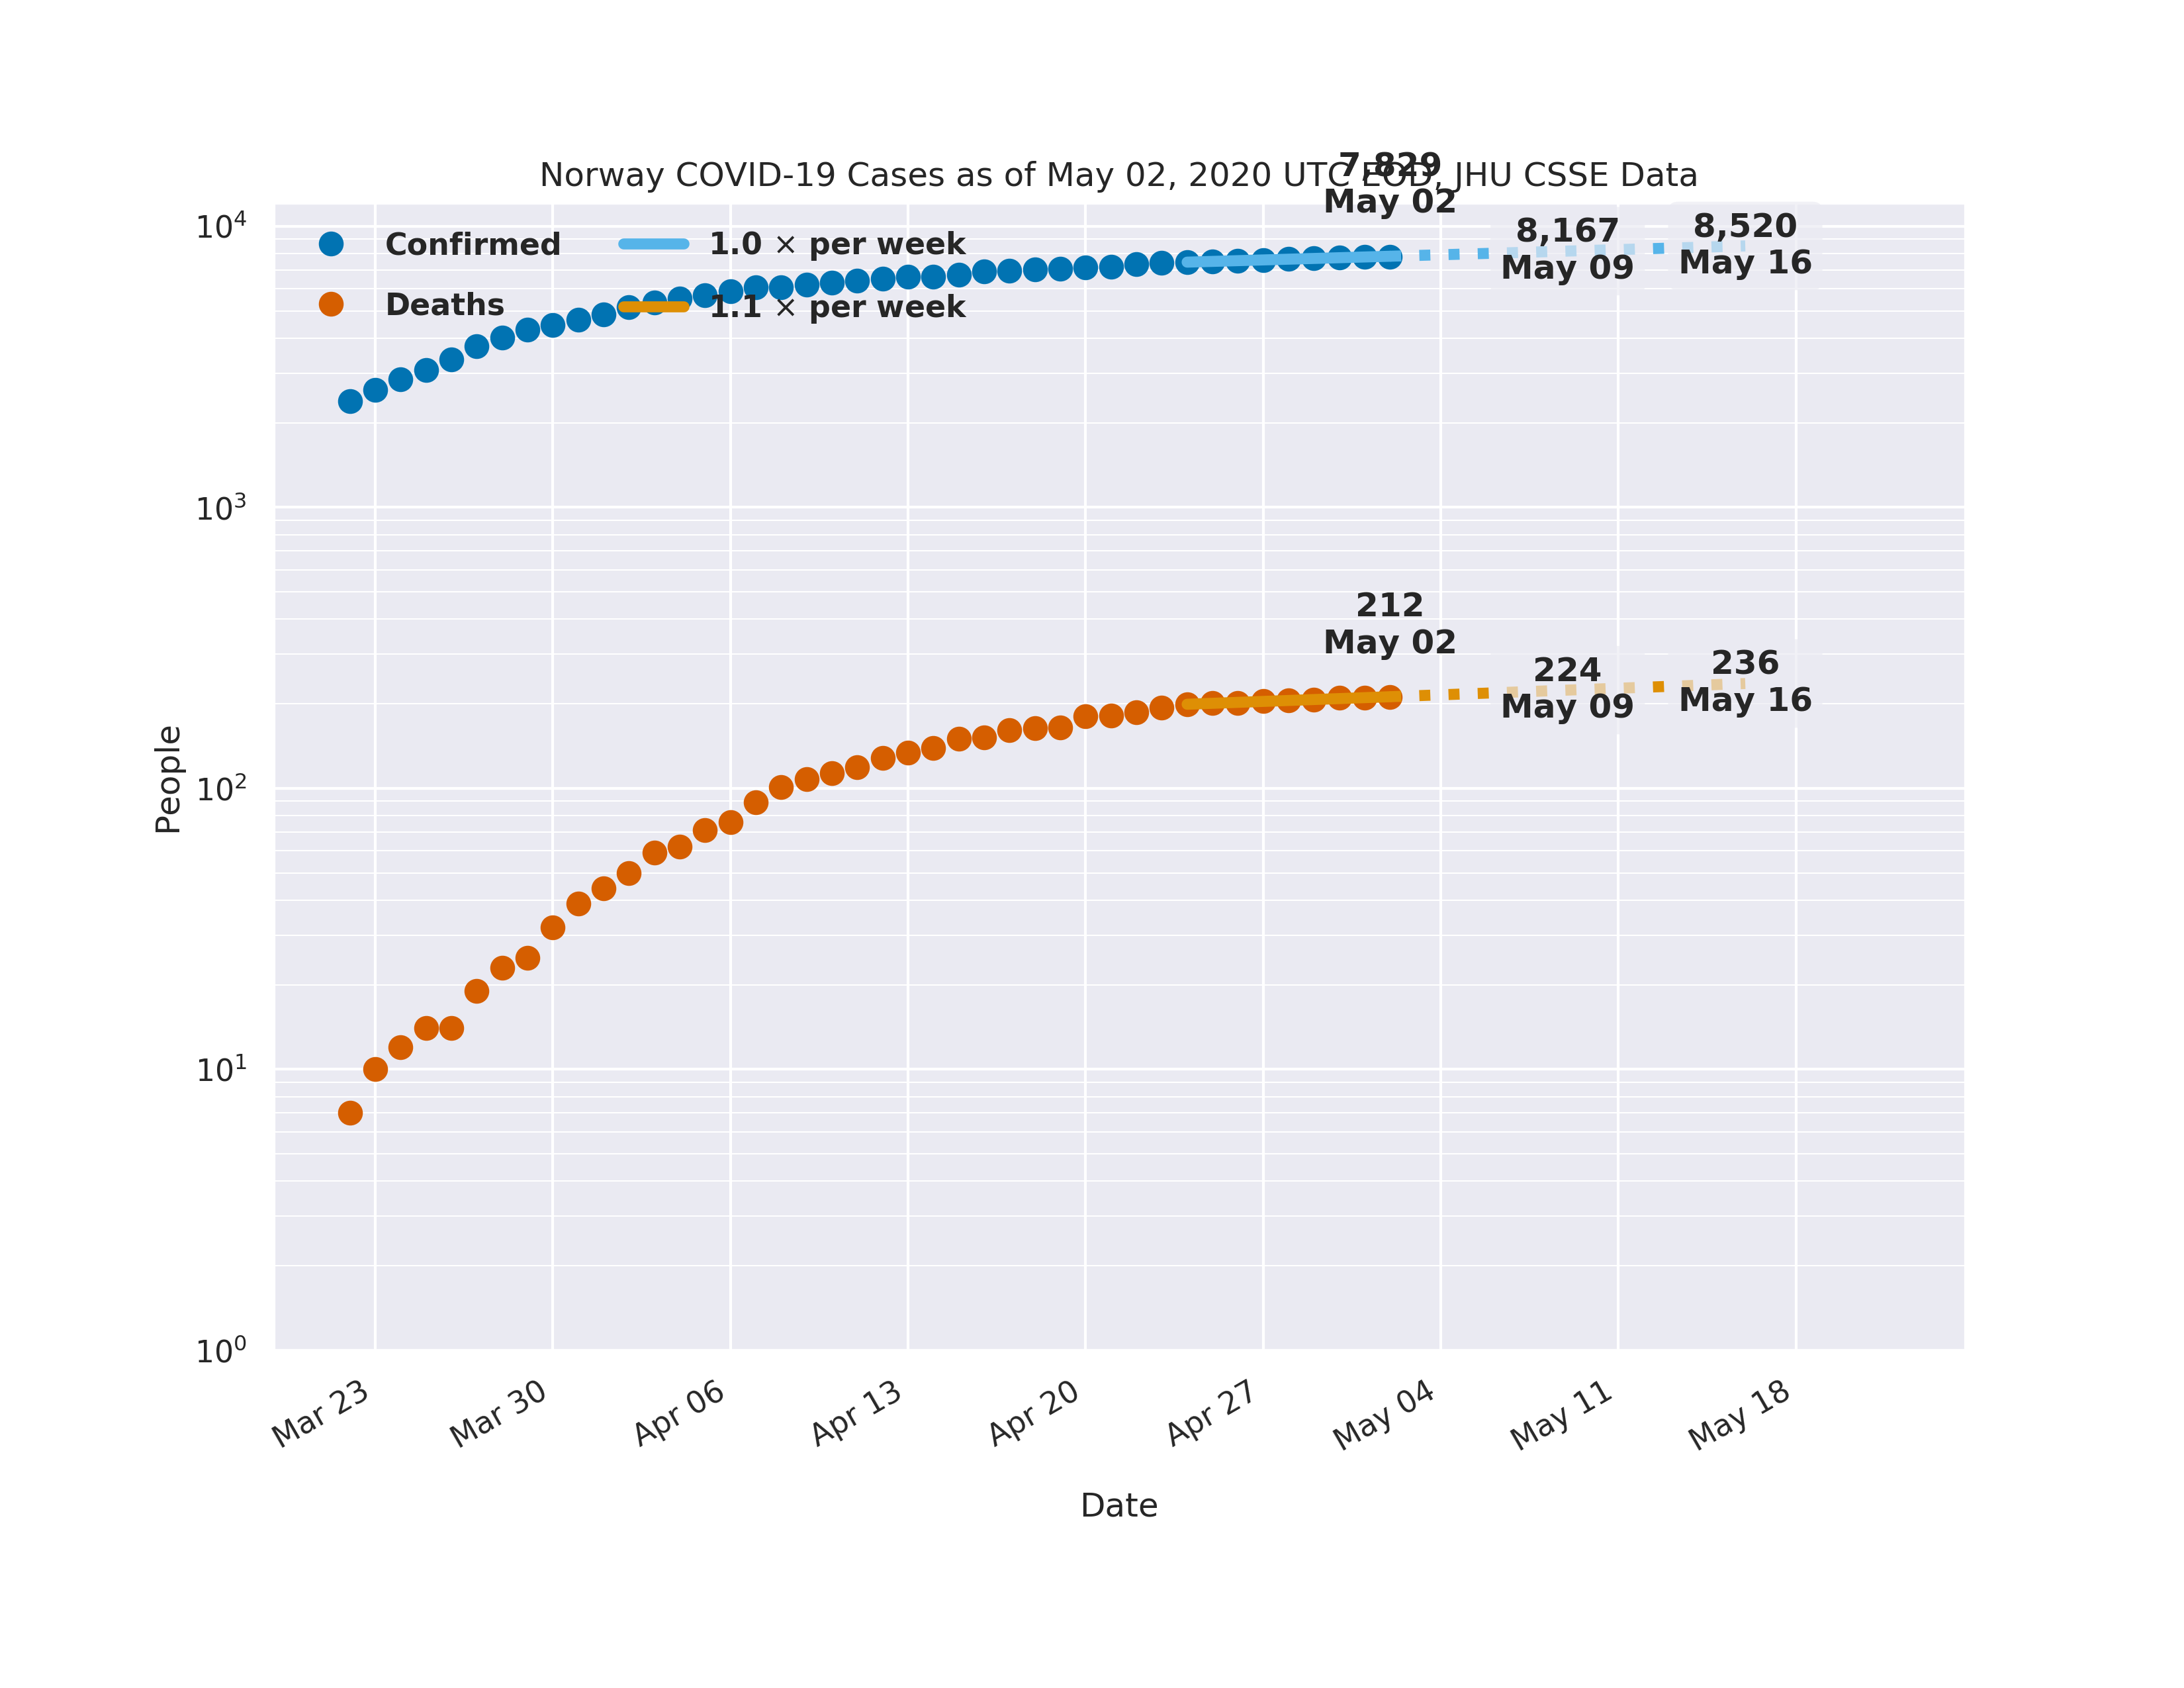 Norway COVID-19 Cases as of May 02, 2020 UTC EOD, JHU CSSE Data
7,829
May 02
8,167
May 09
8,520
May 16
Confirmed
Deaths
1.0 × per week
1.1 × per week
212
May 02
224
May 09
236
May 16
People
10⁴
10³
10²
10¹
10⁰
Mar 23
Mar 30
Apr 06
Apr 13
Apr 20
Apr 27
May 04
May 11
May 18
Date